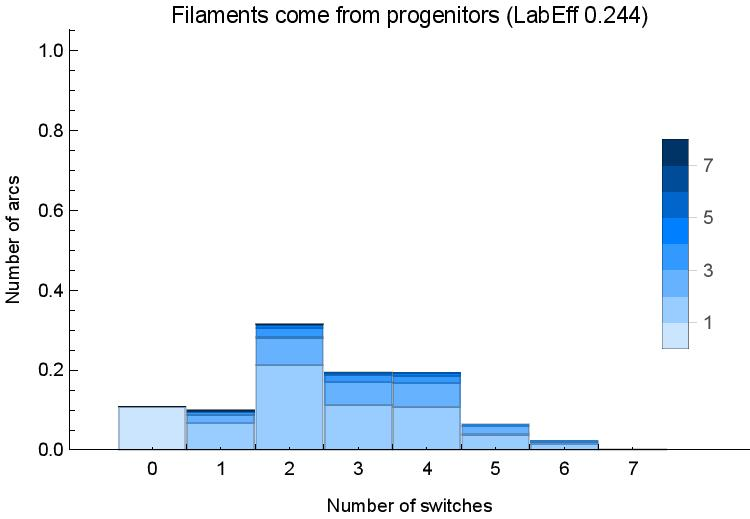 Filaments come from progenitors (LabEff 0.244)
1.0
0.8
0.6
0.4
0.2
0.0
Number of arcs
0 1 2 3 4 5 6 7
Number of switches
7
5
3
1